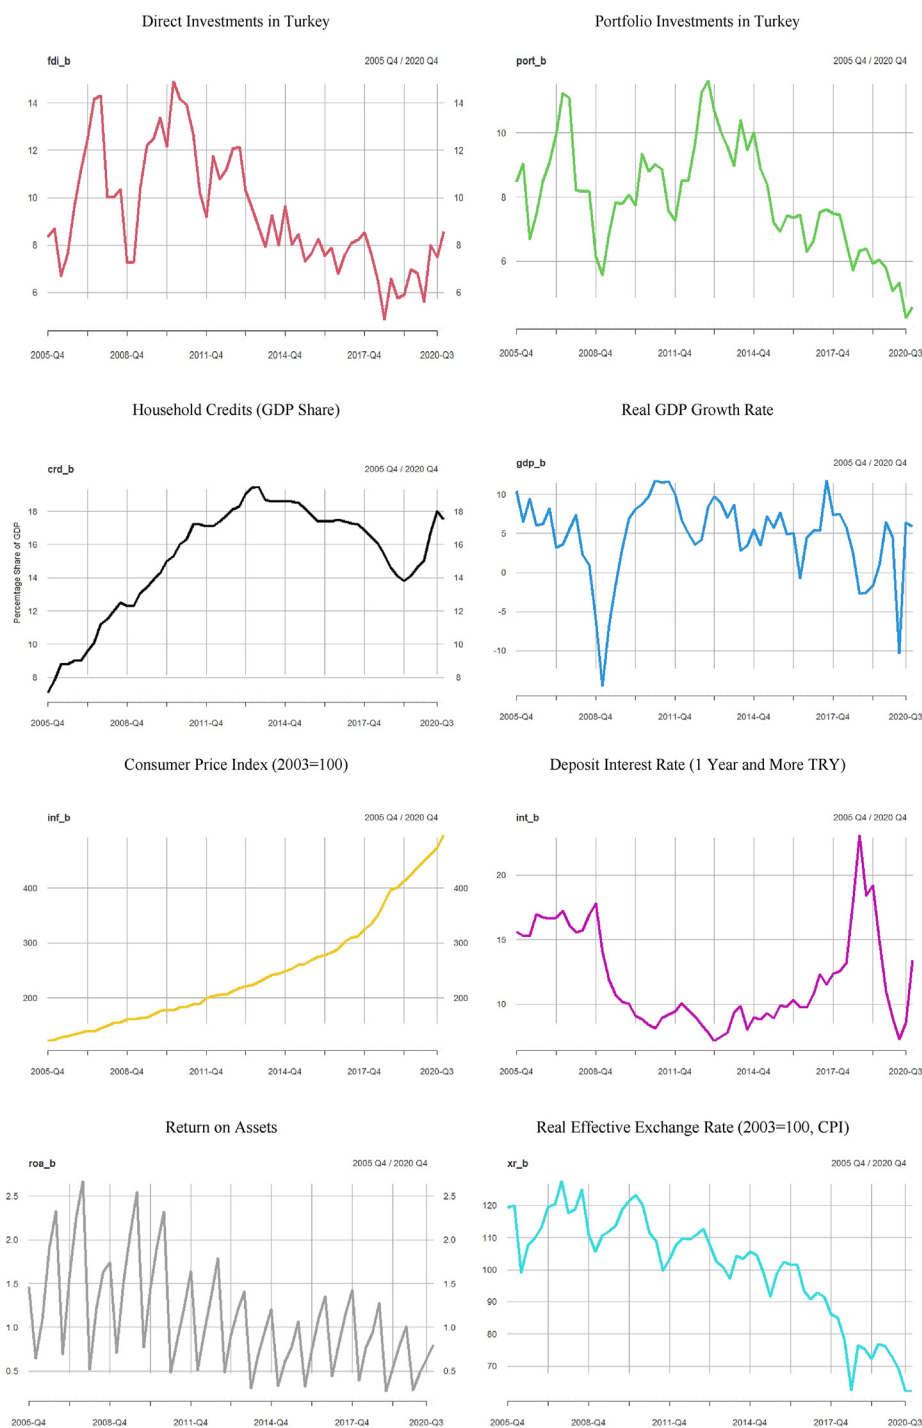 Direct Investments in Turkey
Portfolio Investments in Turkey
fdi_b 2005 Q4 / 2020 Q4
port_b 2005 Q4 / 2020 Q4
14 14
12 12
10 10
8 8
6 6
10
8
6
2005-Q4 2008-Q4 2011-Q4 2014-Q4 2017-Q4 2020-Q3
2005-Q4 2008-Q4 2011-Q4 2014-Q4 2017-Q4 2020-Q3
Household Credits (GDP Share)
Real GDP Growth Rate
crd_b 2005 Q4 / 2020 Q4
gdp_b 2005 Q4 / 2020 Q4
Percemtage Share of GDP
18 18
16 16
14 14
12 12
10 10
8 8
10
5
0
-5
-10
2005-Q4 2008-Q4 2011-Q4 2014-Q4 2017-Q4 2020-Q3
2005-Q4 2008-Q4 2011-Q4 2014-Q4 2017-Q4 2020-Q3
Consumer Price Index (2003=100)
Deposit Interest Rate (1 Year and More TRY)
inf_b 2005 Q4 / 2020 Q4
int_b 2005 Q4 / 2020 Q4
400 400
300 300
200 200
20
15
10
2005-Q4 2008-Q4 2011-Q4 2014-Q4 2017-Q4 2020-Q3
2005-Q4 2008-Q4 2011-Q4 2014-Q4 2017-Q4 2020-Q3
Return on Assets
Real Effective Exchange Rate (2003=100, CPI)
roa_b 2005 Q4 / 2020 Q4
xr_b 2005 Q4 / 2020 Q4
2.5 2.5
2.0 2.0
1.5 1.5
1.0 1.0
0.5 0.5
120
110
100
90
80
70
2005-Q4 2008-Q4 2011-Q4 2014-Q4 2017-Q4 2020-Q3
2005-Q4 2008-Q4 2011-Q4 2014-Q4 2017-Q4 2020-Q3